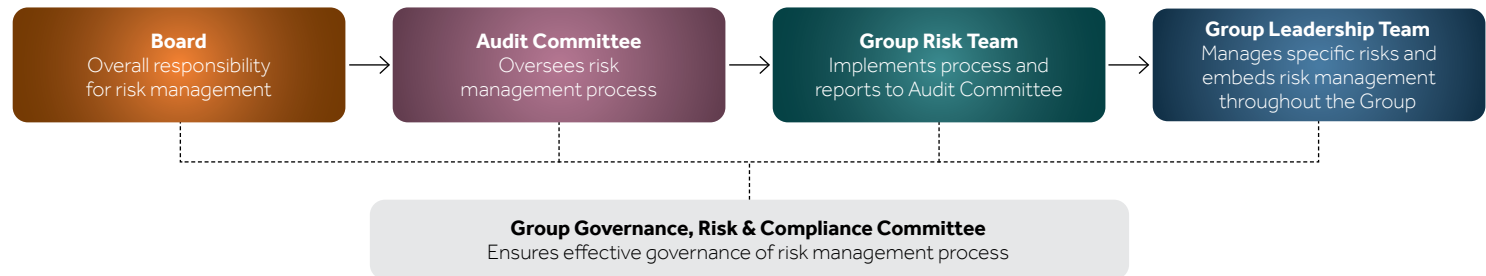 Board
Overall responsibility
for risk management
Audit Committee
Oversees risk
management process
Group Risk Team
Implements process and
reports to Audit Committee
Group Leadership Team
Manages specific risks and
embeds risk management
throughout the Group
Group Governance, Risk & Compliance Committee
Ensures effective governance of risk management process